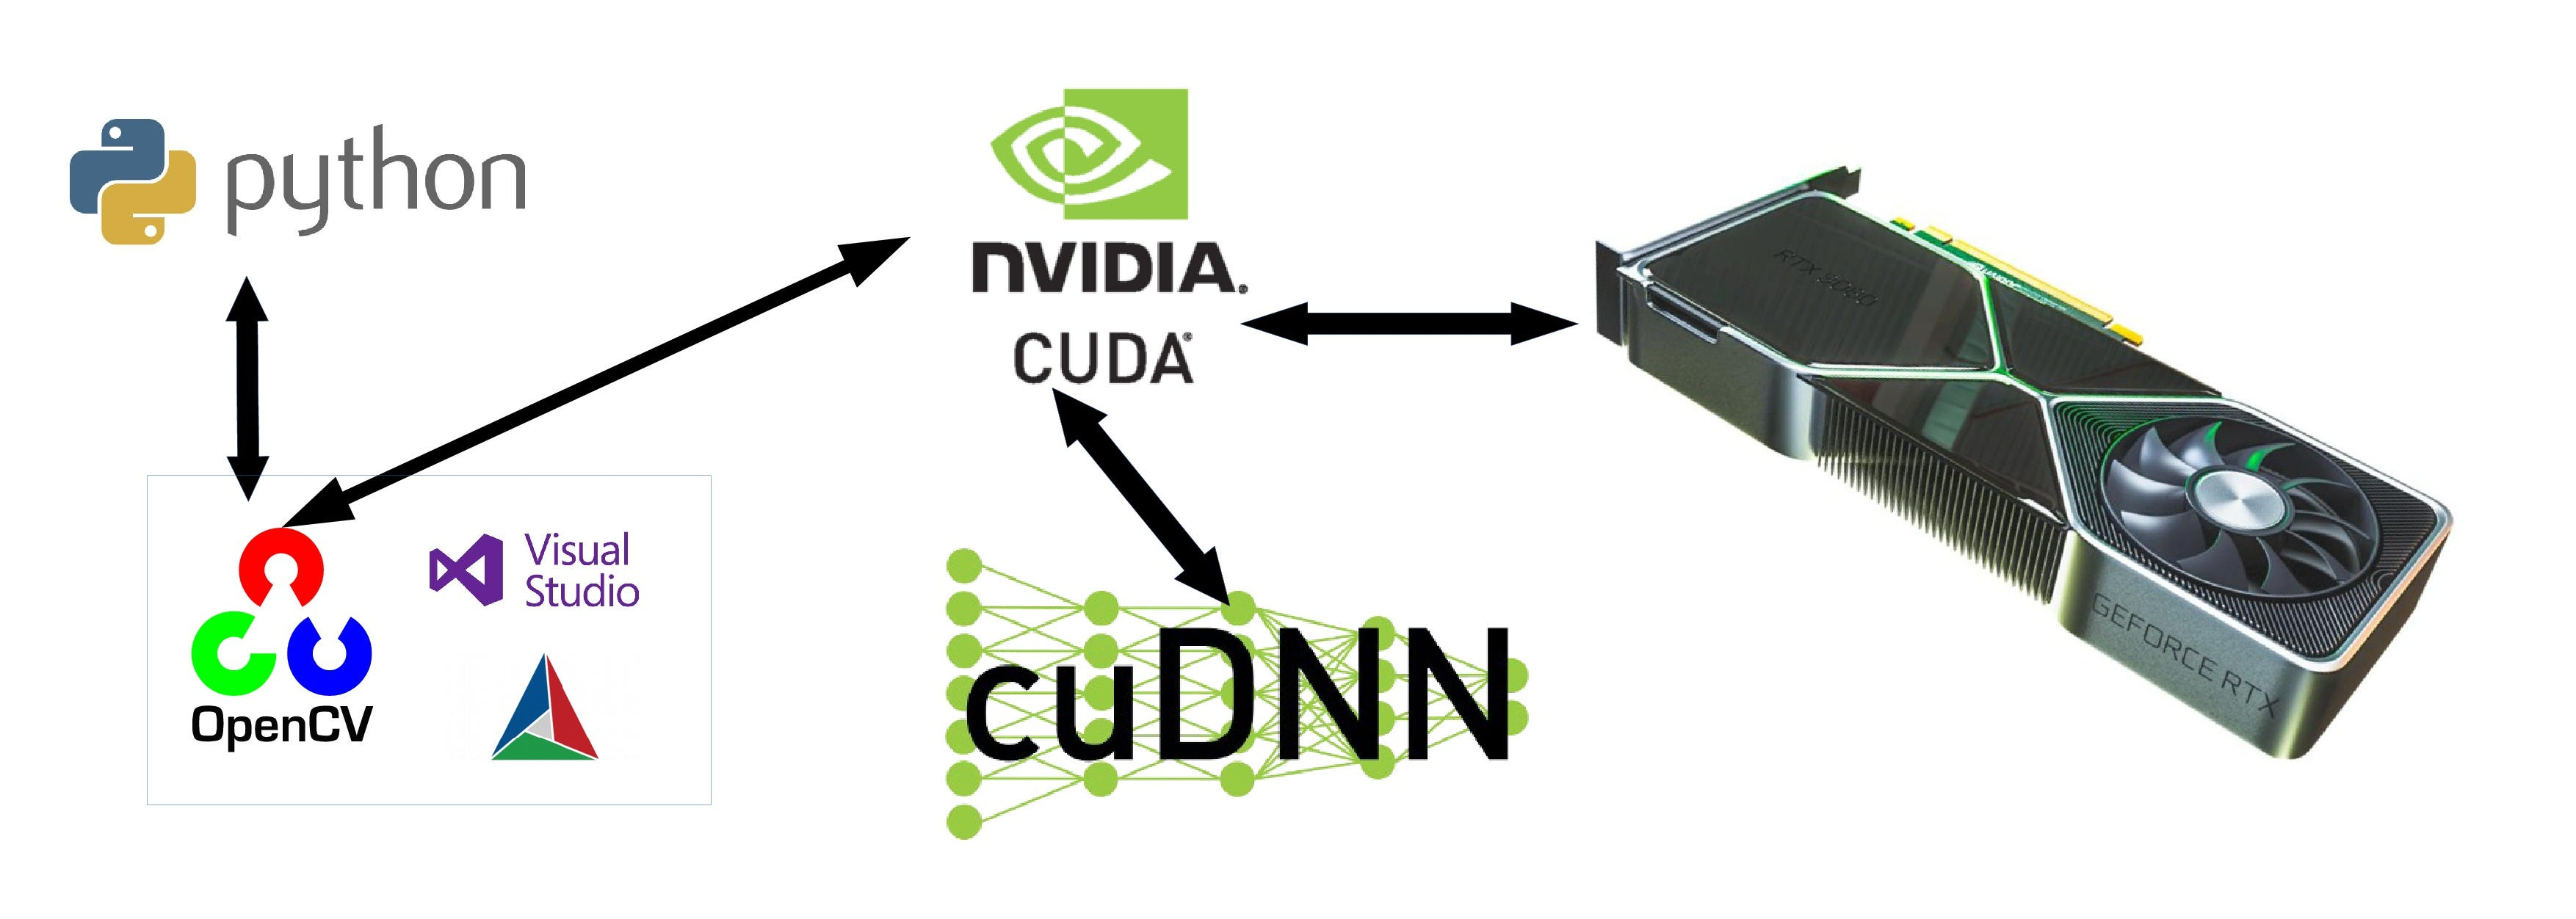 python
nVIDIA.
CUDA®
Visual
Studio
OpenCV
cuDNN
RTX 3080
GEFORCE RTX